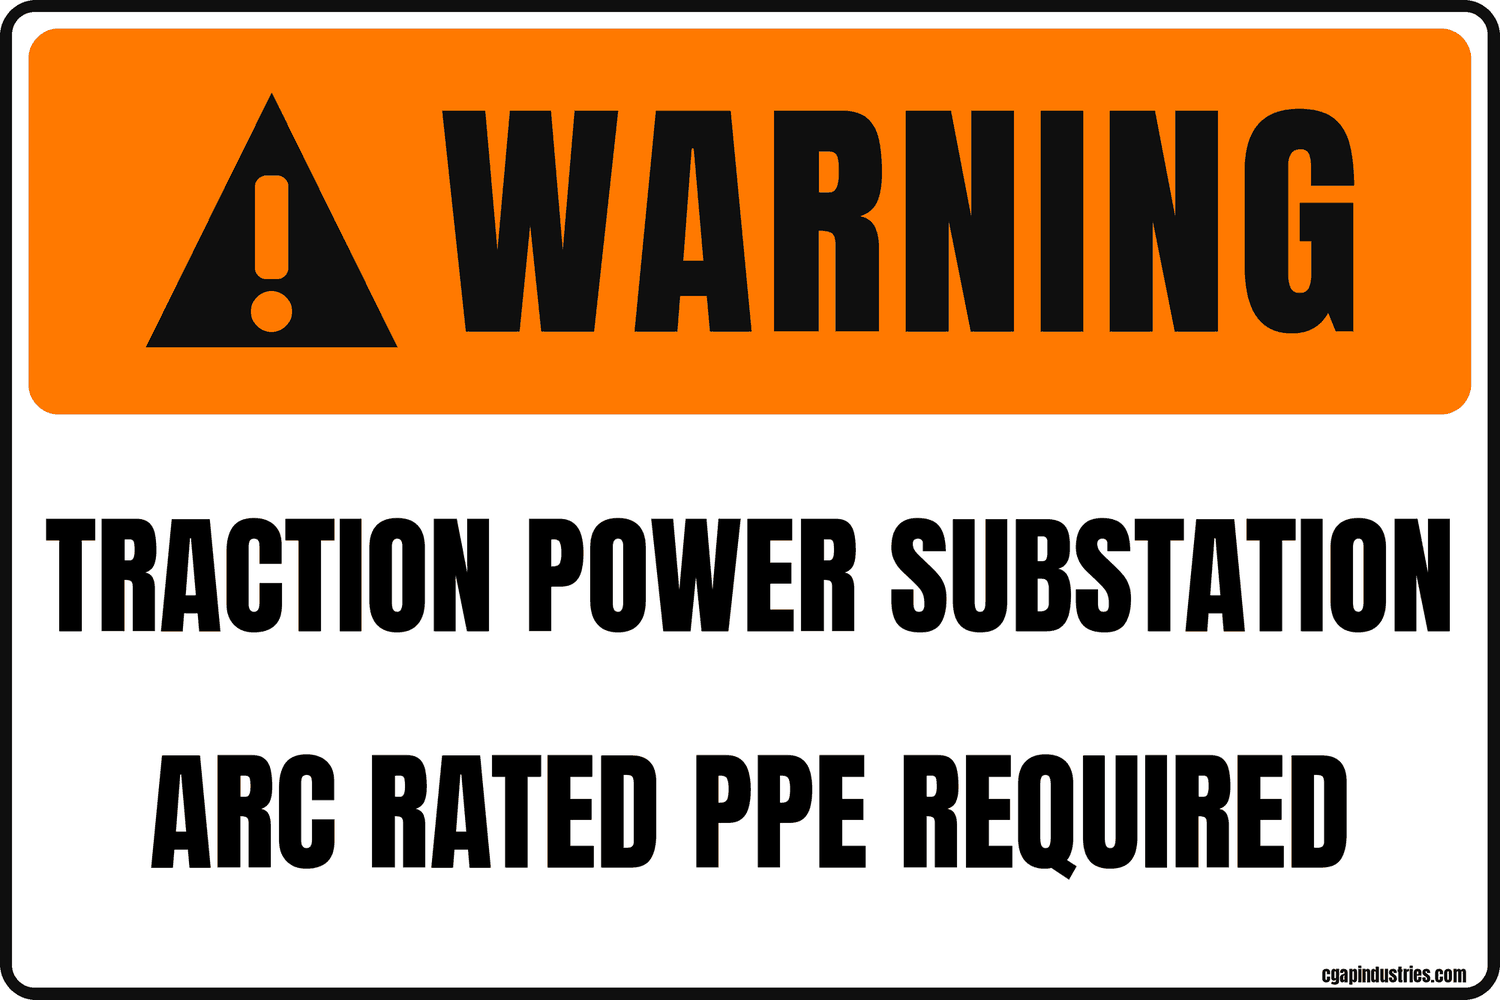 WARNING
TRACTION POWER SUBSTATION
ARC RATED PPE REQUIRED
cgapindustries.com